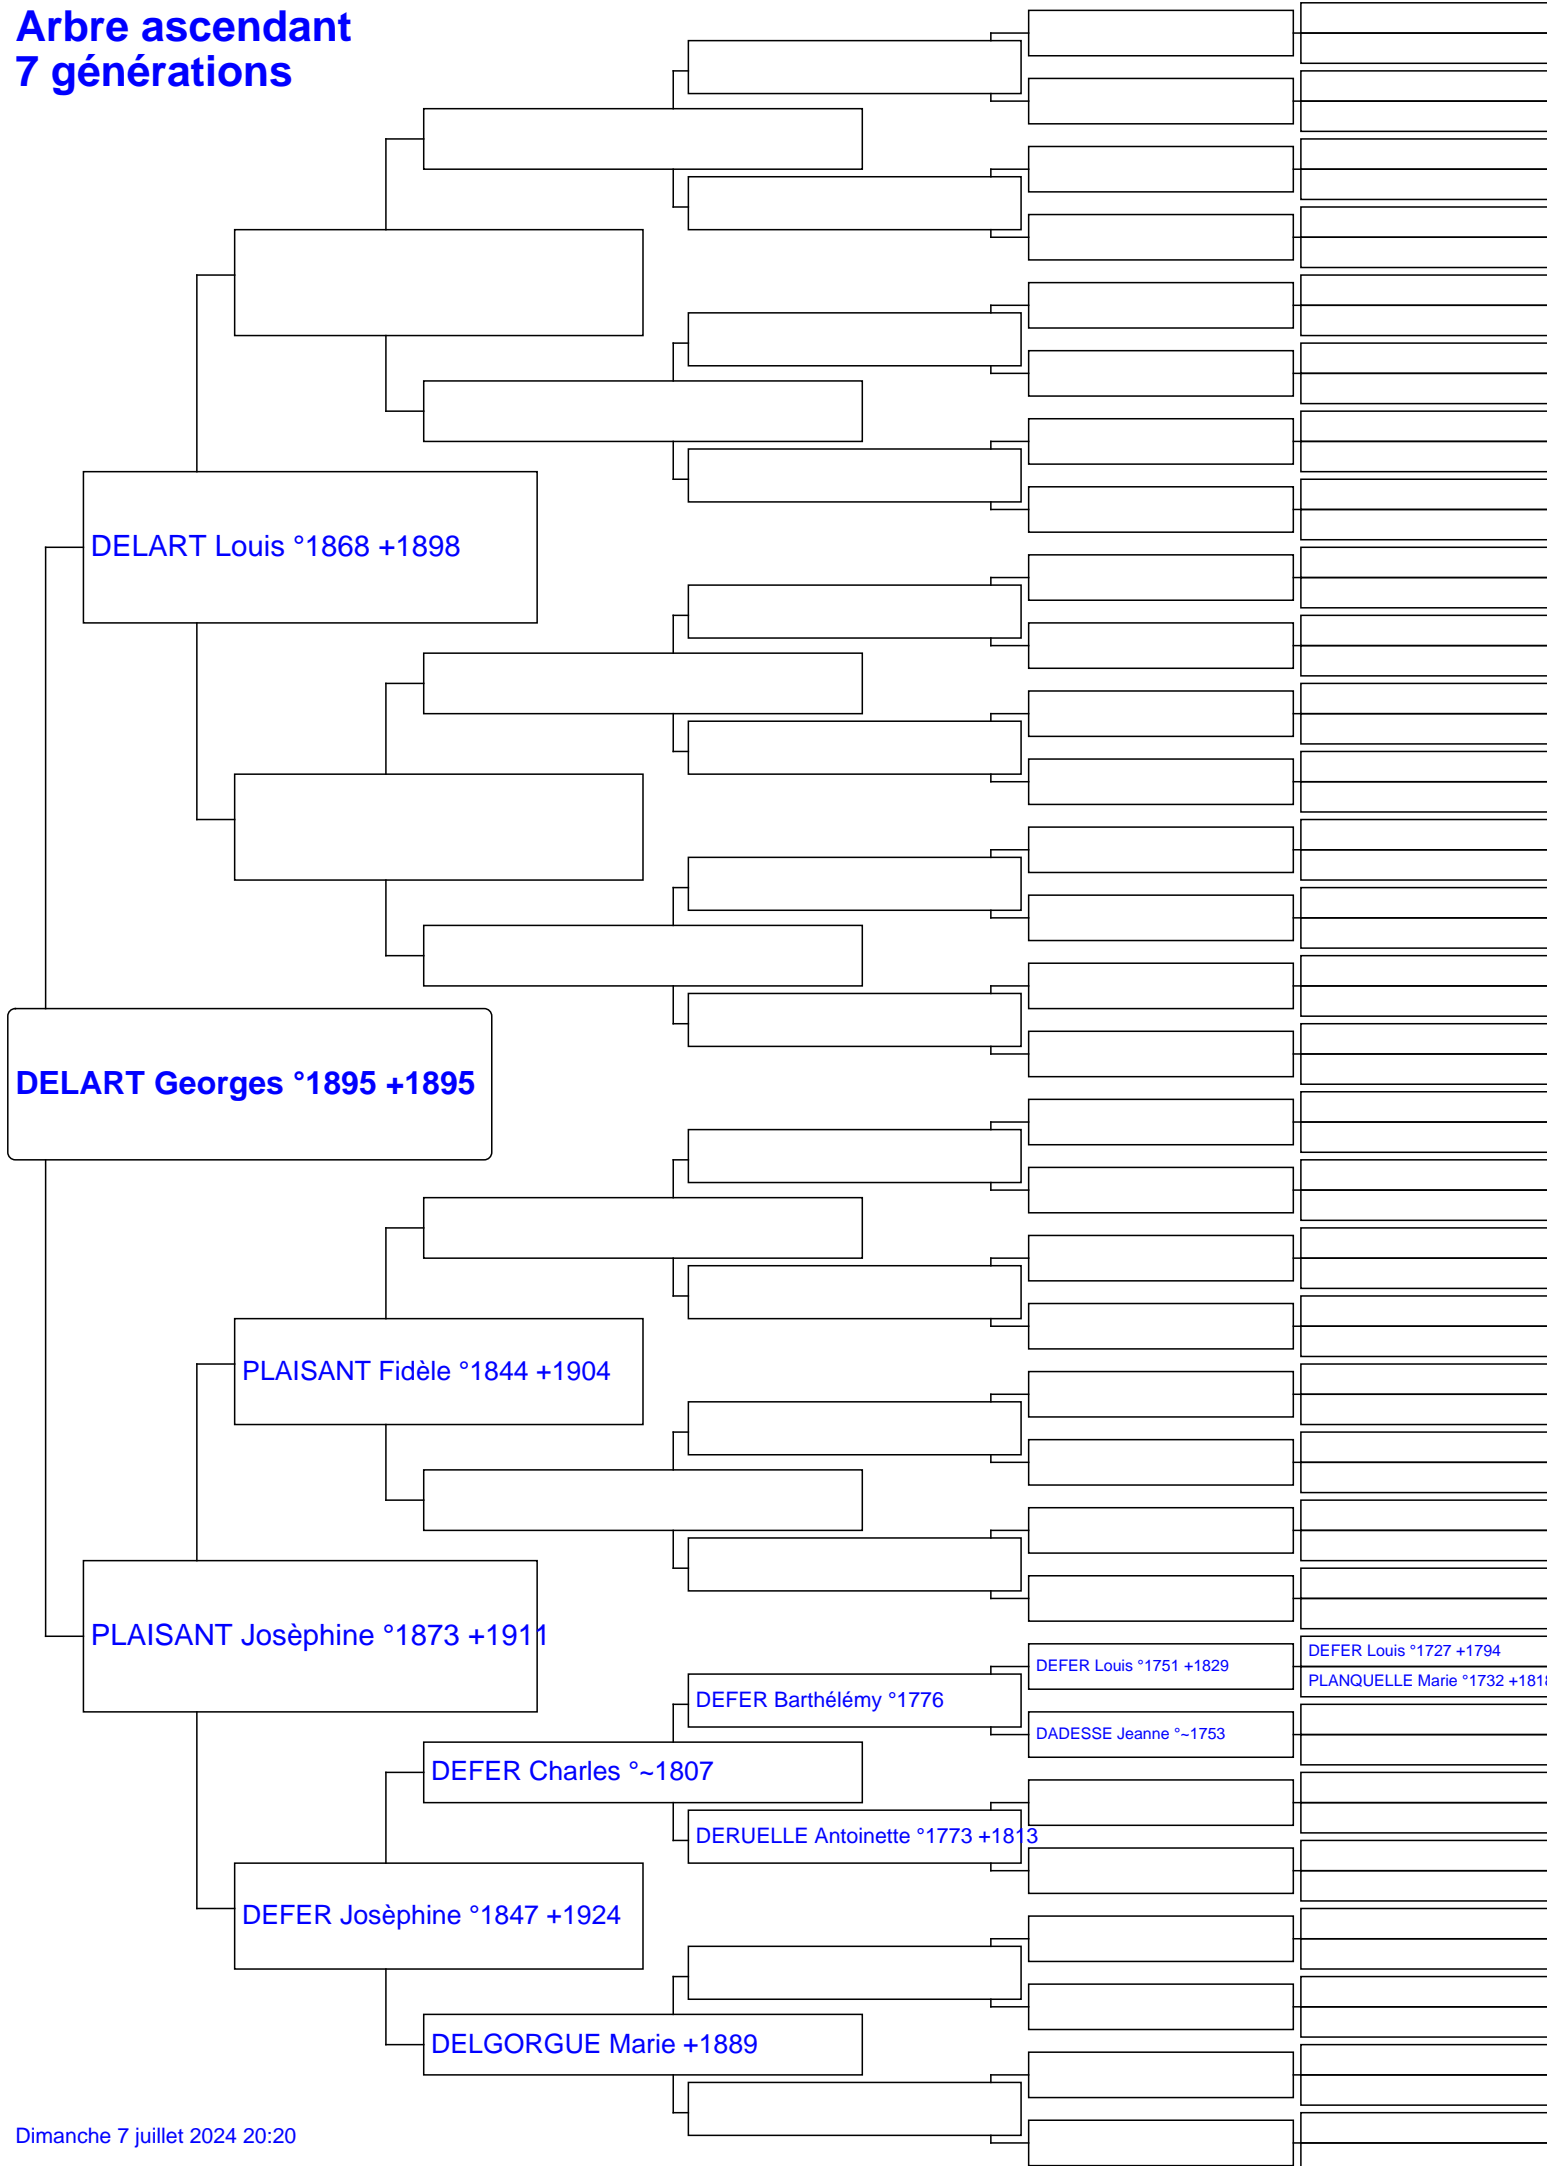 Arbre ascendant
7 générations
DELART Louis °1868 +1898
DELART Georges °1895 +1895
PLAISANT Fidèle °1844 +1904
PLAISANT Josèphine °1873 +1911
DEFER Louis °1727 +1794
DEFER Louis °1751 +1829
PLANQUELLE Marie °1732 +1818
DEFER Barthélémy °1776
DADESSE Jeanne °~1753
DEFER Charles °~1807
DERUELLE Antoinette °1773 +1813
DEFER Josèphine °1847 +1924
DELGORGUE Marie +1889
Dimanche 7 juillet 2024 20:20